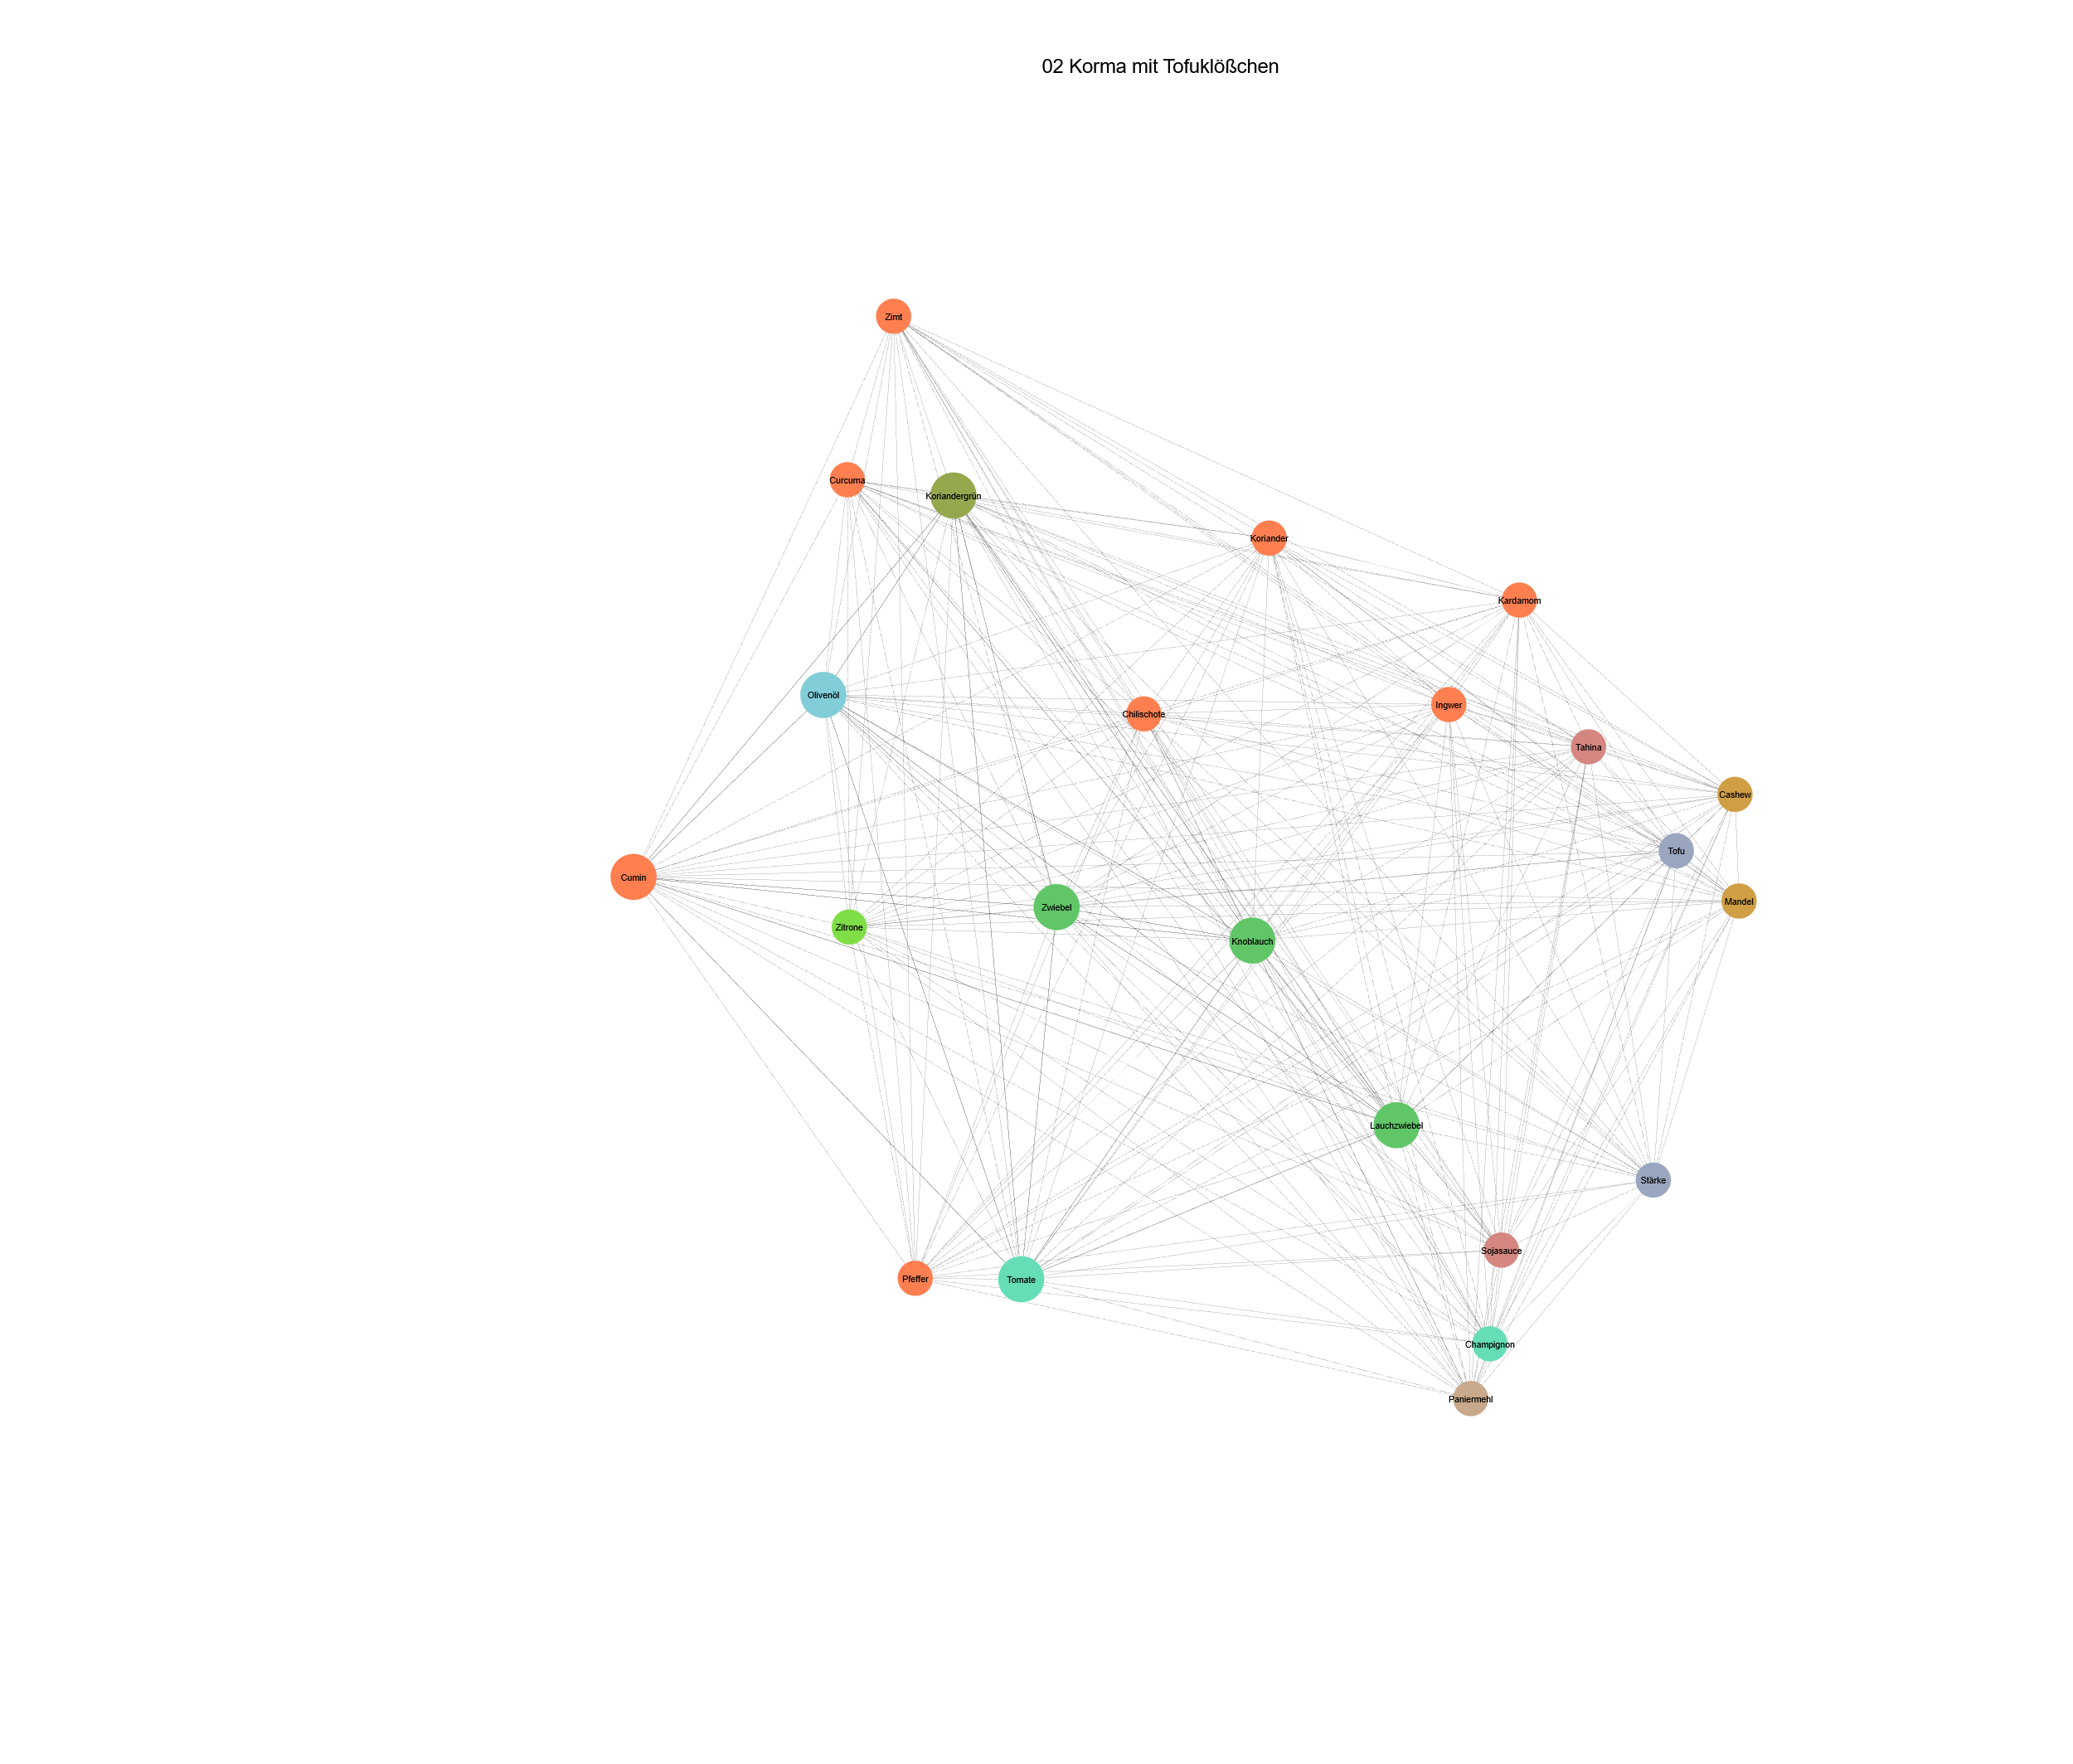 02 Korma mit Tofuklößchen
Zimt
Curcuma
Koriandergrün
Koriander
Kardamom
Olivenöl
Chilischote
Ingwer
Tahina
Cashew
Tofu
Cumin
Mandel
Zwiebel
Zitrone
Knoblauch
Lauchzwiebel
Stärke
Sojasauce
Pfeffer
Tomate
Champignon
Paniermehl